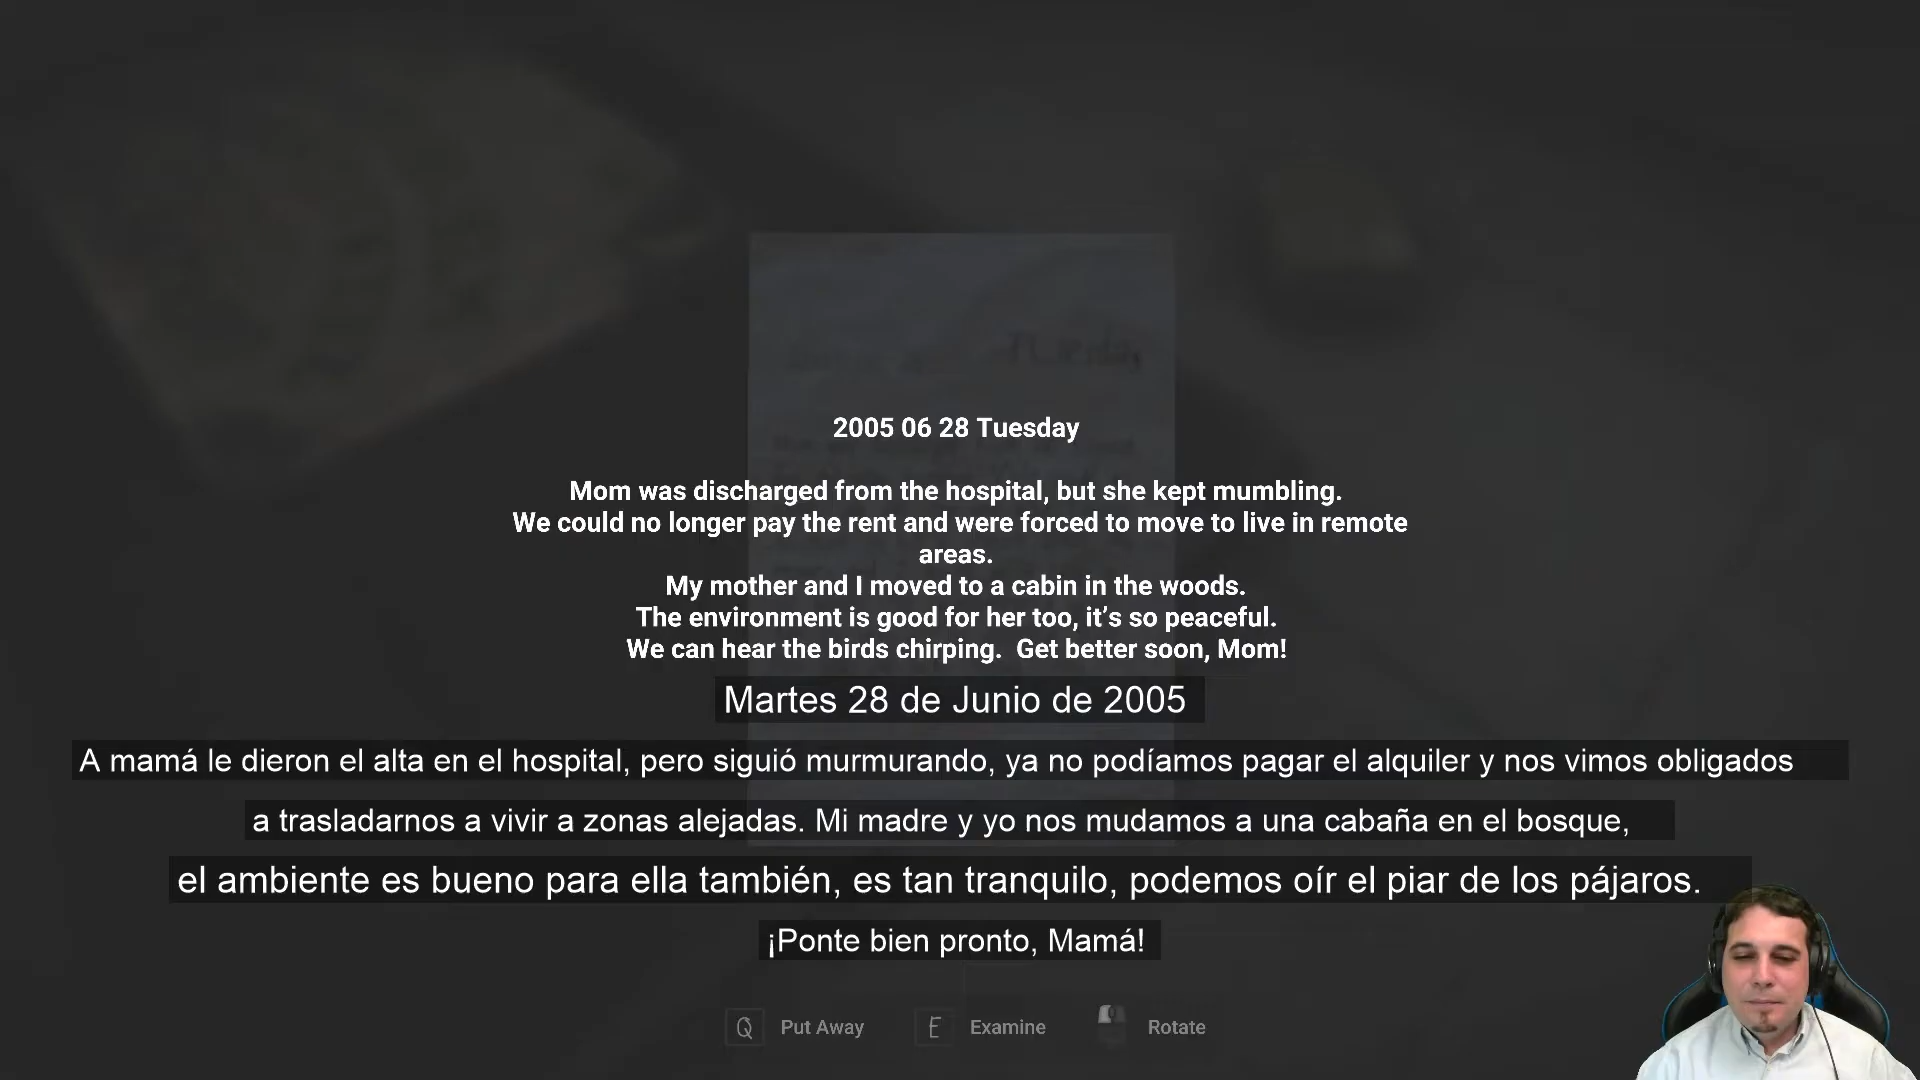 Tuesday
2005 06 28 Tuesday
Mom was discharged from the hospital, but she kept mumbling.
We could no longer pay the rent and were forced to move to live in remote
areas.
My mother and I moved to a cabin in the woods.
The environment is good for her too, it’s so peaceful.
We can hear the birds chirping.  Get better soon, Mom!
Martes 28 de Junio de 2005
A mamá le dieron el alta en el hospital, pero siguió murmurando, ya no podíamos pagar el alquiler y nos vimos obligados
a trasladarnos a vivir a zonas alejadas. Mi madre y yo nos mudamos a una cabaña en el bosque,
el ambiente es bueno para ella también, es tan tranquilo, podemos oír el piar de los pájaros.
¡Ponte bien pronto, Mamá!
Q Put Away E Examine Rotate